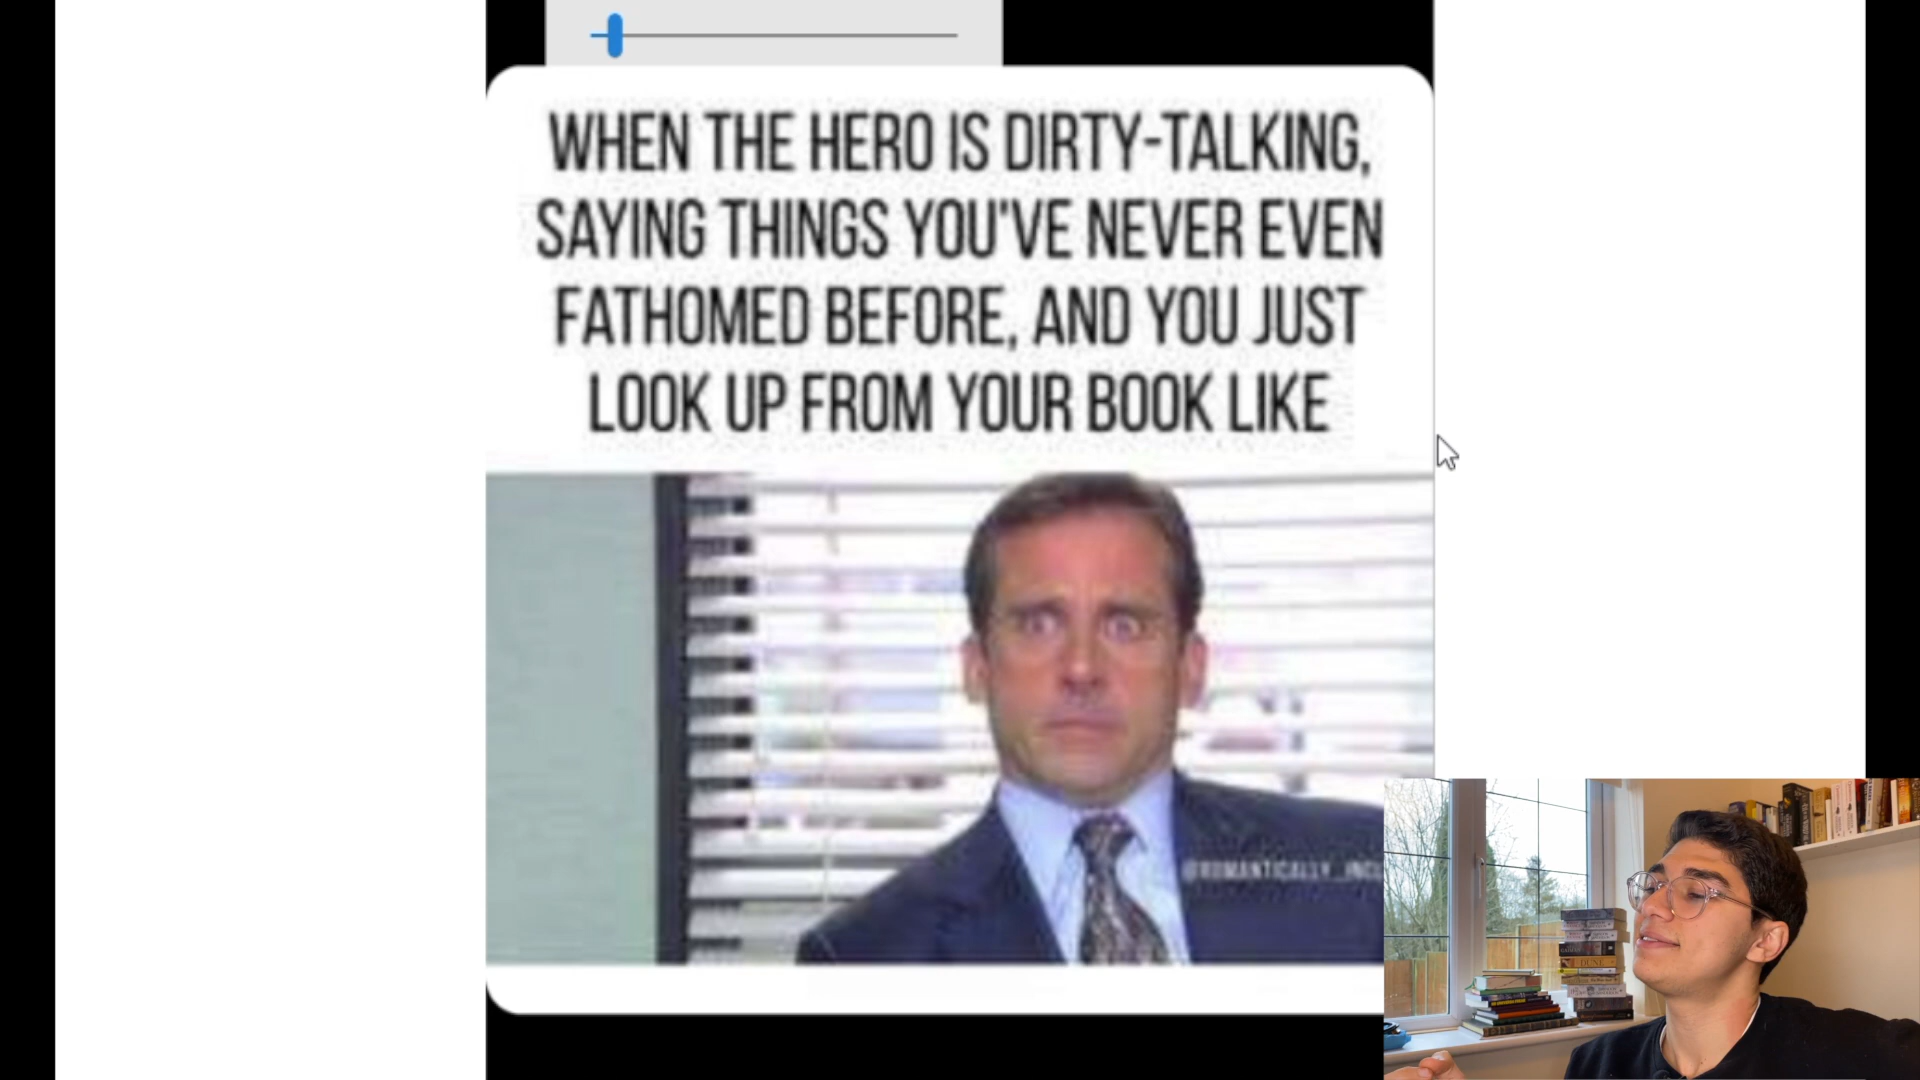 WHEN THE HERO IS DIRTY-TALKING,
SAYING THINGS YOU'VE NEVER EVEN
FATHOMED BEFORE, AND YOU JUST
LOOK UP FROM YOUR BOOK LIKE
DUNE